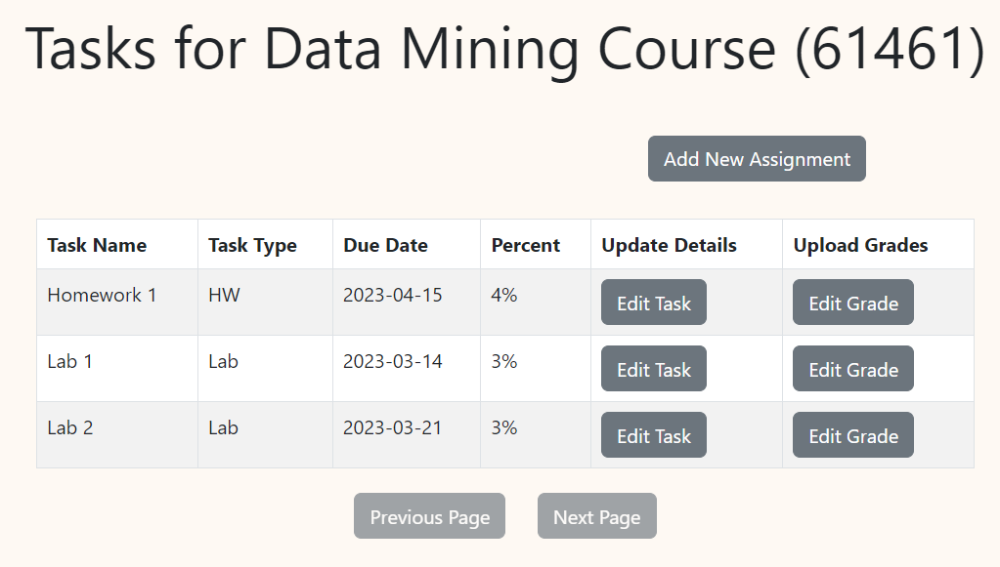 Tasks for Data Mining Course (61461)
Add New Assignment
Task Name Task Type Due Date Percent Update Details Upload Grades
Homework 1 HW 2023-04-15 4% Edit Task Edit Grade
Lab 1 Lab 2023-03-14 3% Edit Task Edit Grade
Lab 2 Lab 2023-03-21 3% Edit Task Edit Grade
Previous Page Next Page